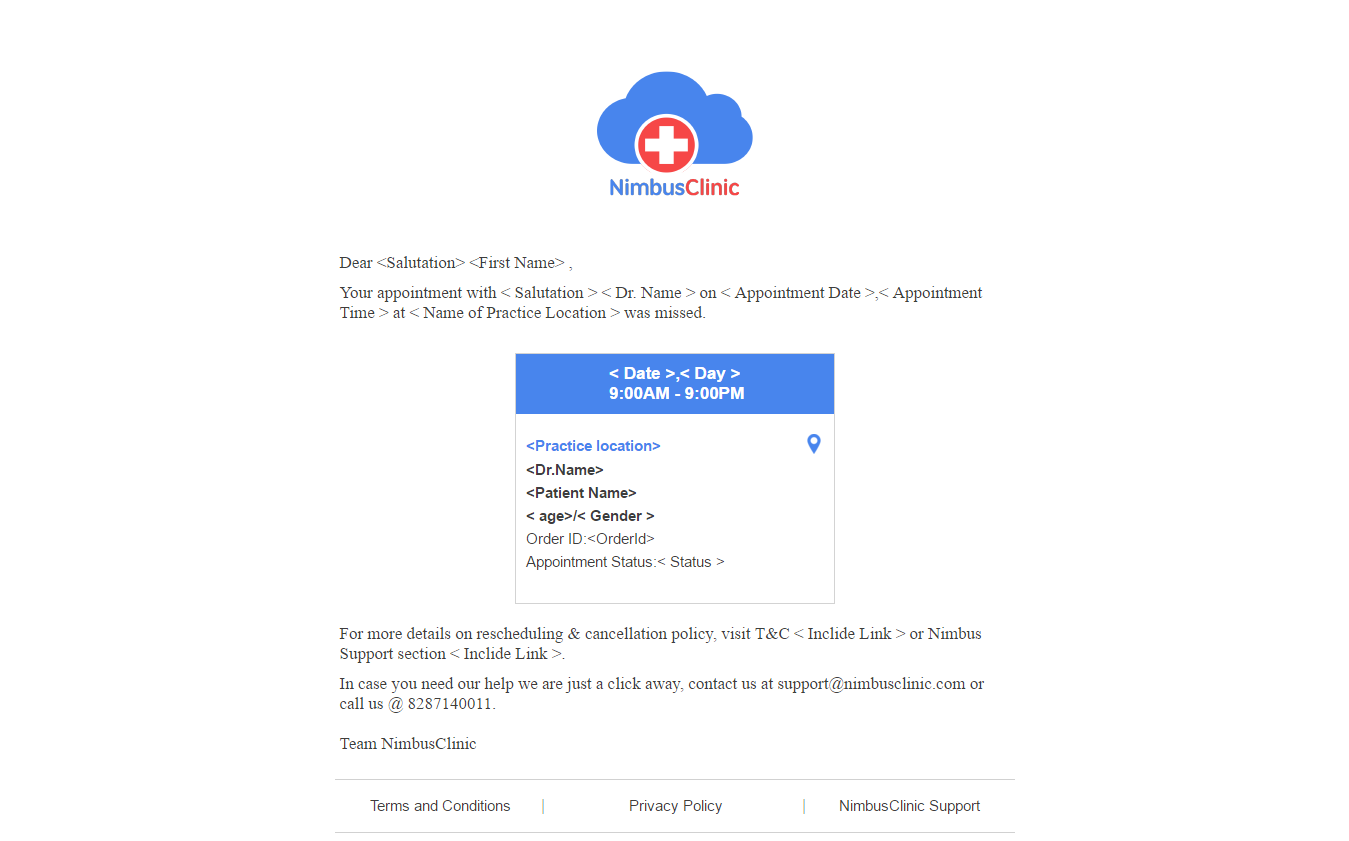 NimbusClinic
Dear <Salutation> <First Name> ,
Your appointment with < Salutation > < Dr. Name > on < Appointment Date >,< Appointment
Time > at < Name of Practice Location > was missed.
< Date >,< Day >
9:00AM - 9:00PM
<Practice location>
<Dr.Name>
<Patient Name>
< age>/< Gender >
Order ID:<OrderId>
Appointment Status:< Status >
For more details on rescheduling & cancellation policy, visit T&C < Inclide Link > or Nimbus
Support section < Inclide Link >.
In case you need our help we are just a click away, contact us at support@nimbusclinic.com or
call us @ 8287140011.
Team NimbusClinic
Terms and Conditions | Privacy Policy | NimbusClinic Support